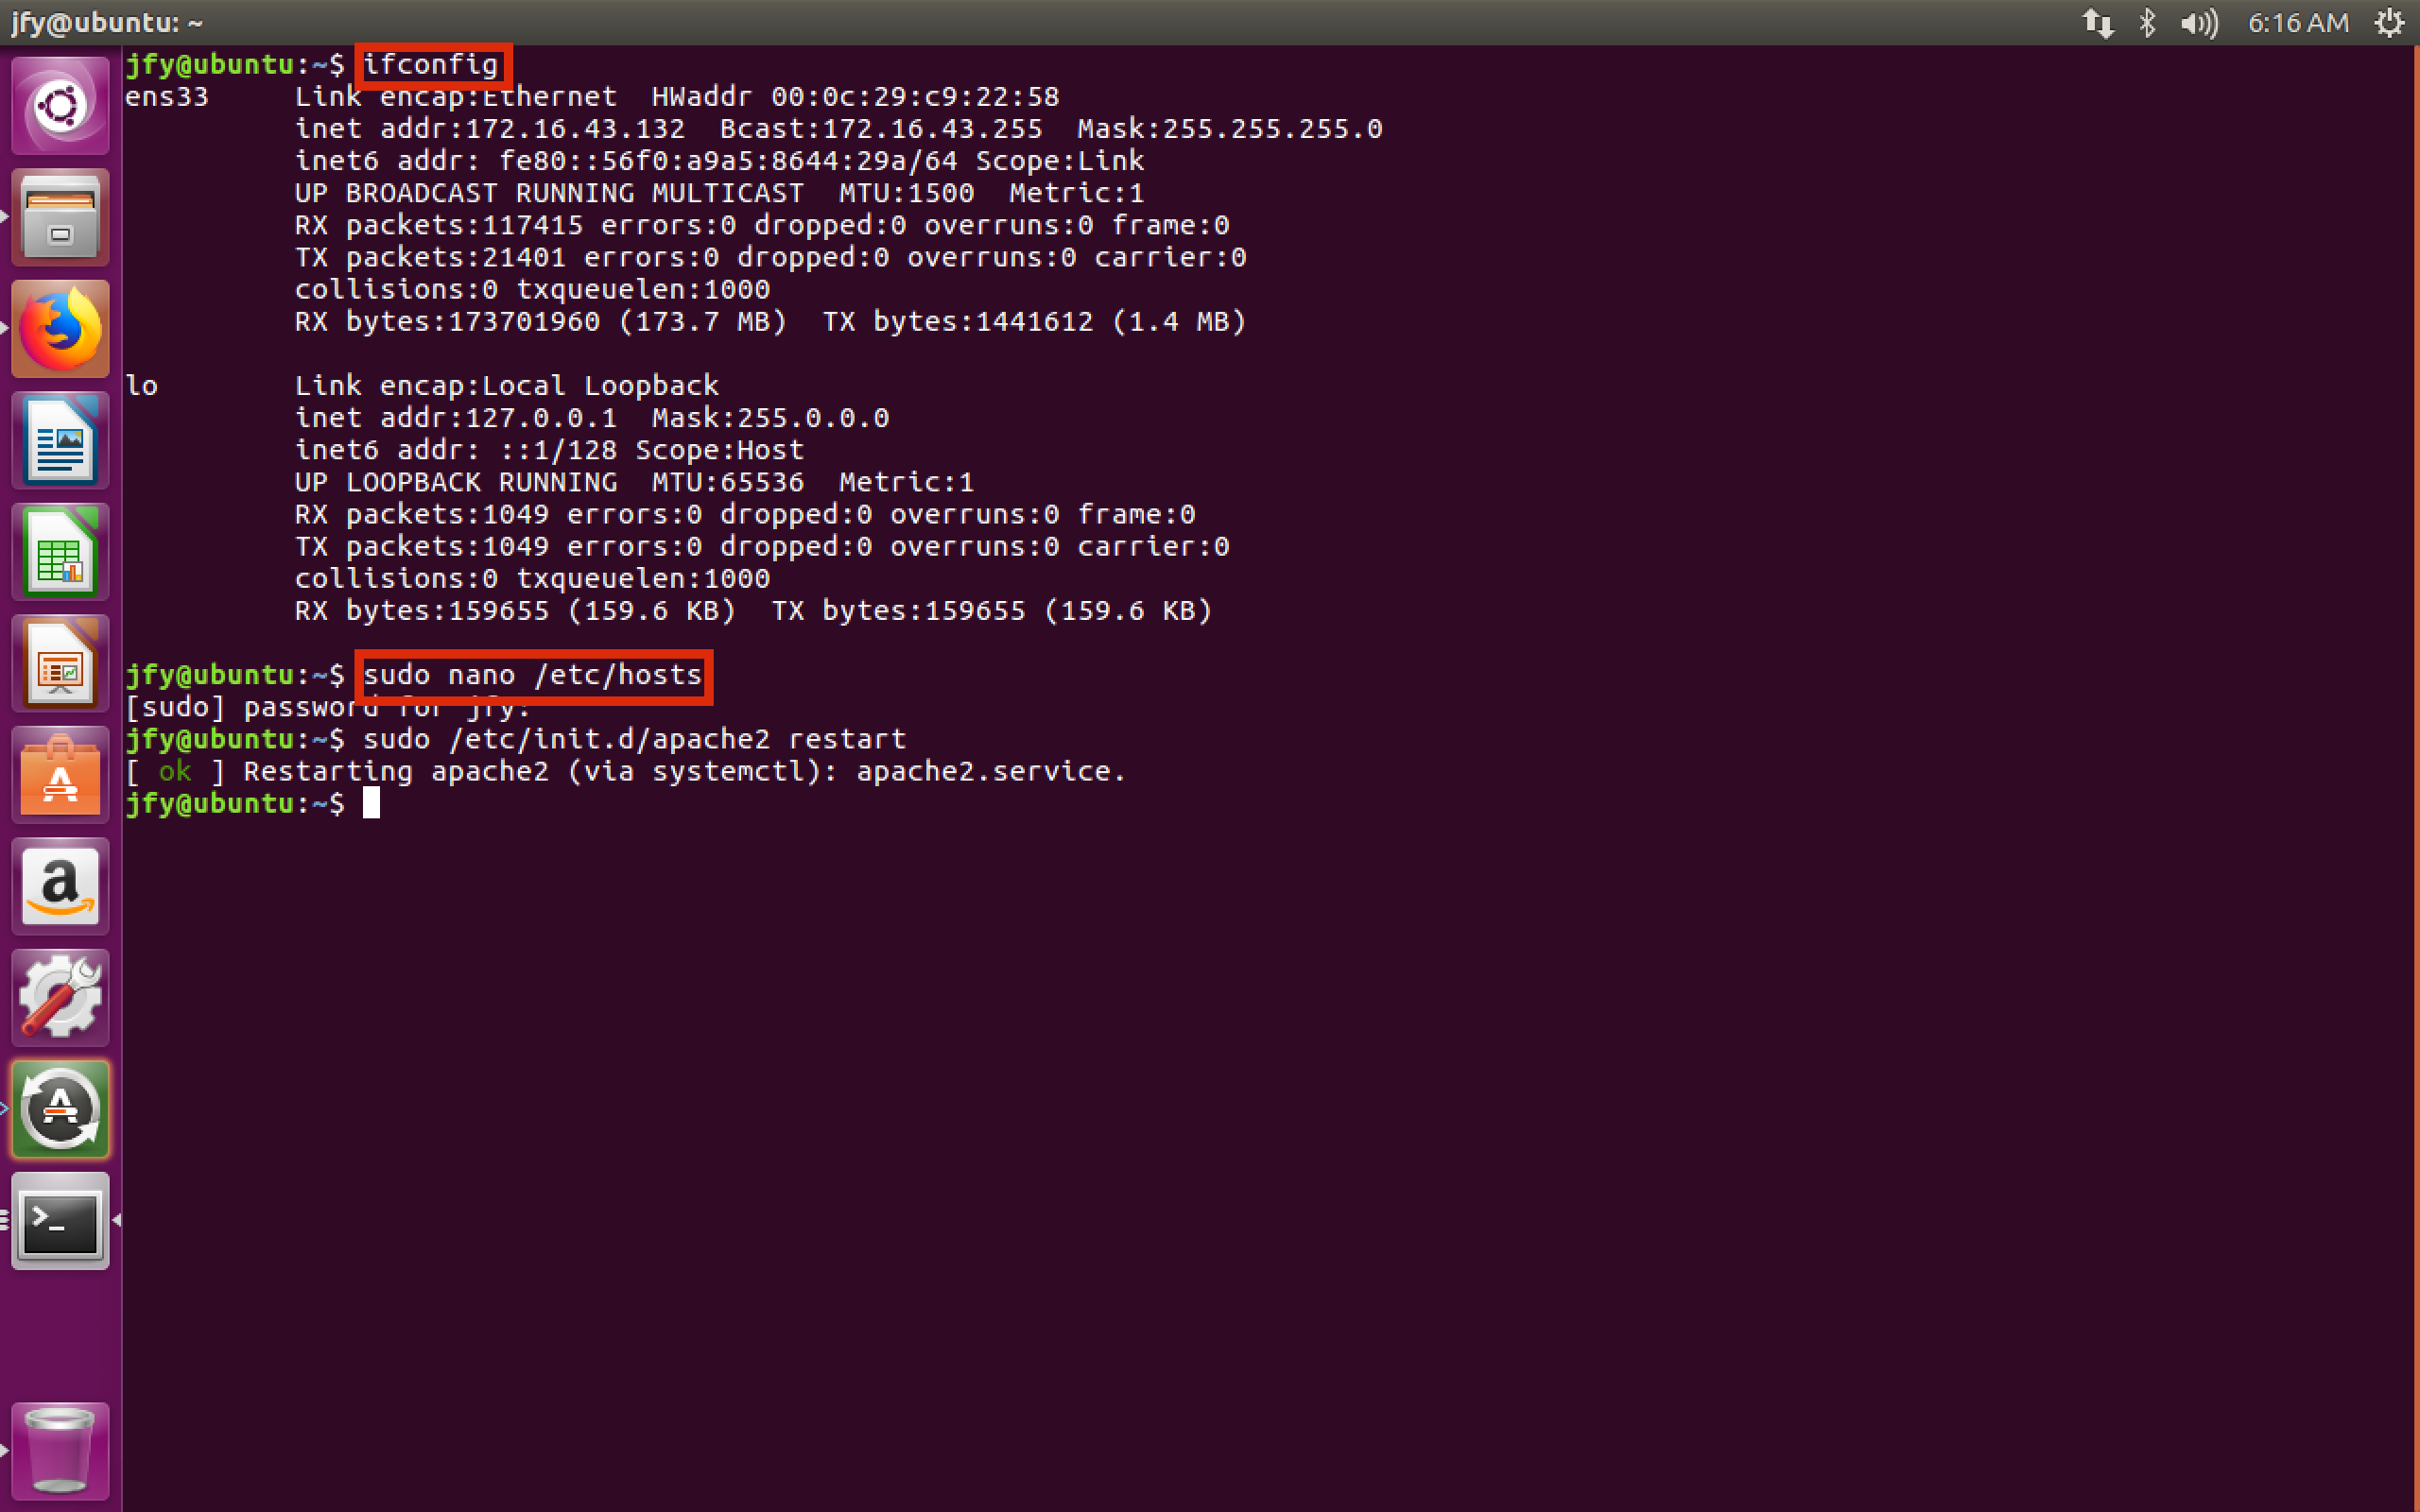 jfy@ubuntu: ~
6:16 AM
jfy@ubuntu:~$ ifconfig
ens33     Link encap:Ethernet  HWaddr 00:0c:29:c9:22:58
          inet addr:172.16.43.132  Bcast:172.16.43.255  Mask:255.255.255.0
          inet6 addr: fe80::56f0:a9a5:8644:29a/64 Scope:Link
          UP BROADCAST RUNNING MULTICAST  MTU:1500  Metric:1
          RX packets:117415 errors:0 dropped:0 overruns:0 frame:0
          TX packets:21401 errors:0 dropped:0 overruns:0 carrier:0
          collisions:0 txqueuelen:1000
          RX bytes:173701960 (173.7 MB)  TX bytes:1441612 (1.4 MB)
lo        Link encap:Local Loopback
          inet addr:127.0.0.1  Mask:255.0.0.0
          inet6 addr: ::1/128 Scope:Host
          UP LOOPBACK RUNNING  MTU:65536  Metric:1
          RX packets:1049 errors:0 dropped:0 overruns:0 frame:0
          TX packets:1049 errors:0 dropped:0 overruns:0 carrier:0
          collisions:0 txqueuelen:1000
          RX bytes:159655 (159.6 KB)  TX bytes:159655 (159.6 KB)
jfy@ubuntu:~$ sudo nano /etc/hosts
[sudo] password for jfy:
jfy@ubuntu:~$ sudo /etc/init.d/apache2 restart
[ ok ] Restarting apache2 (via systemctl): apache2.service.
jfy@ubuntu:~$